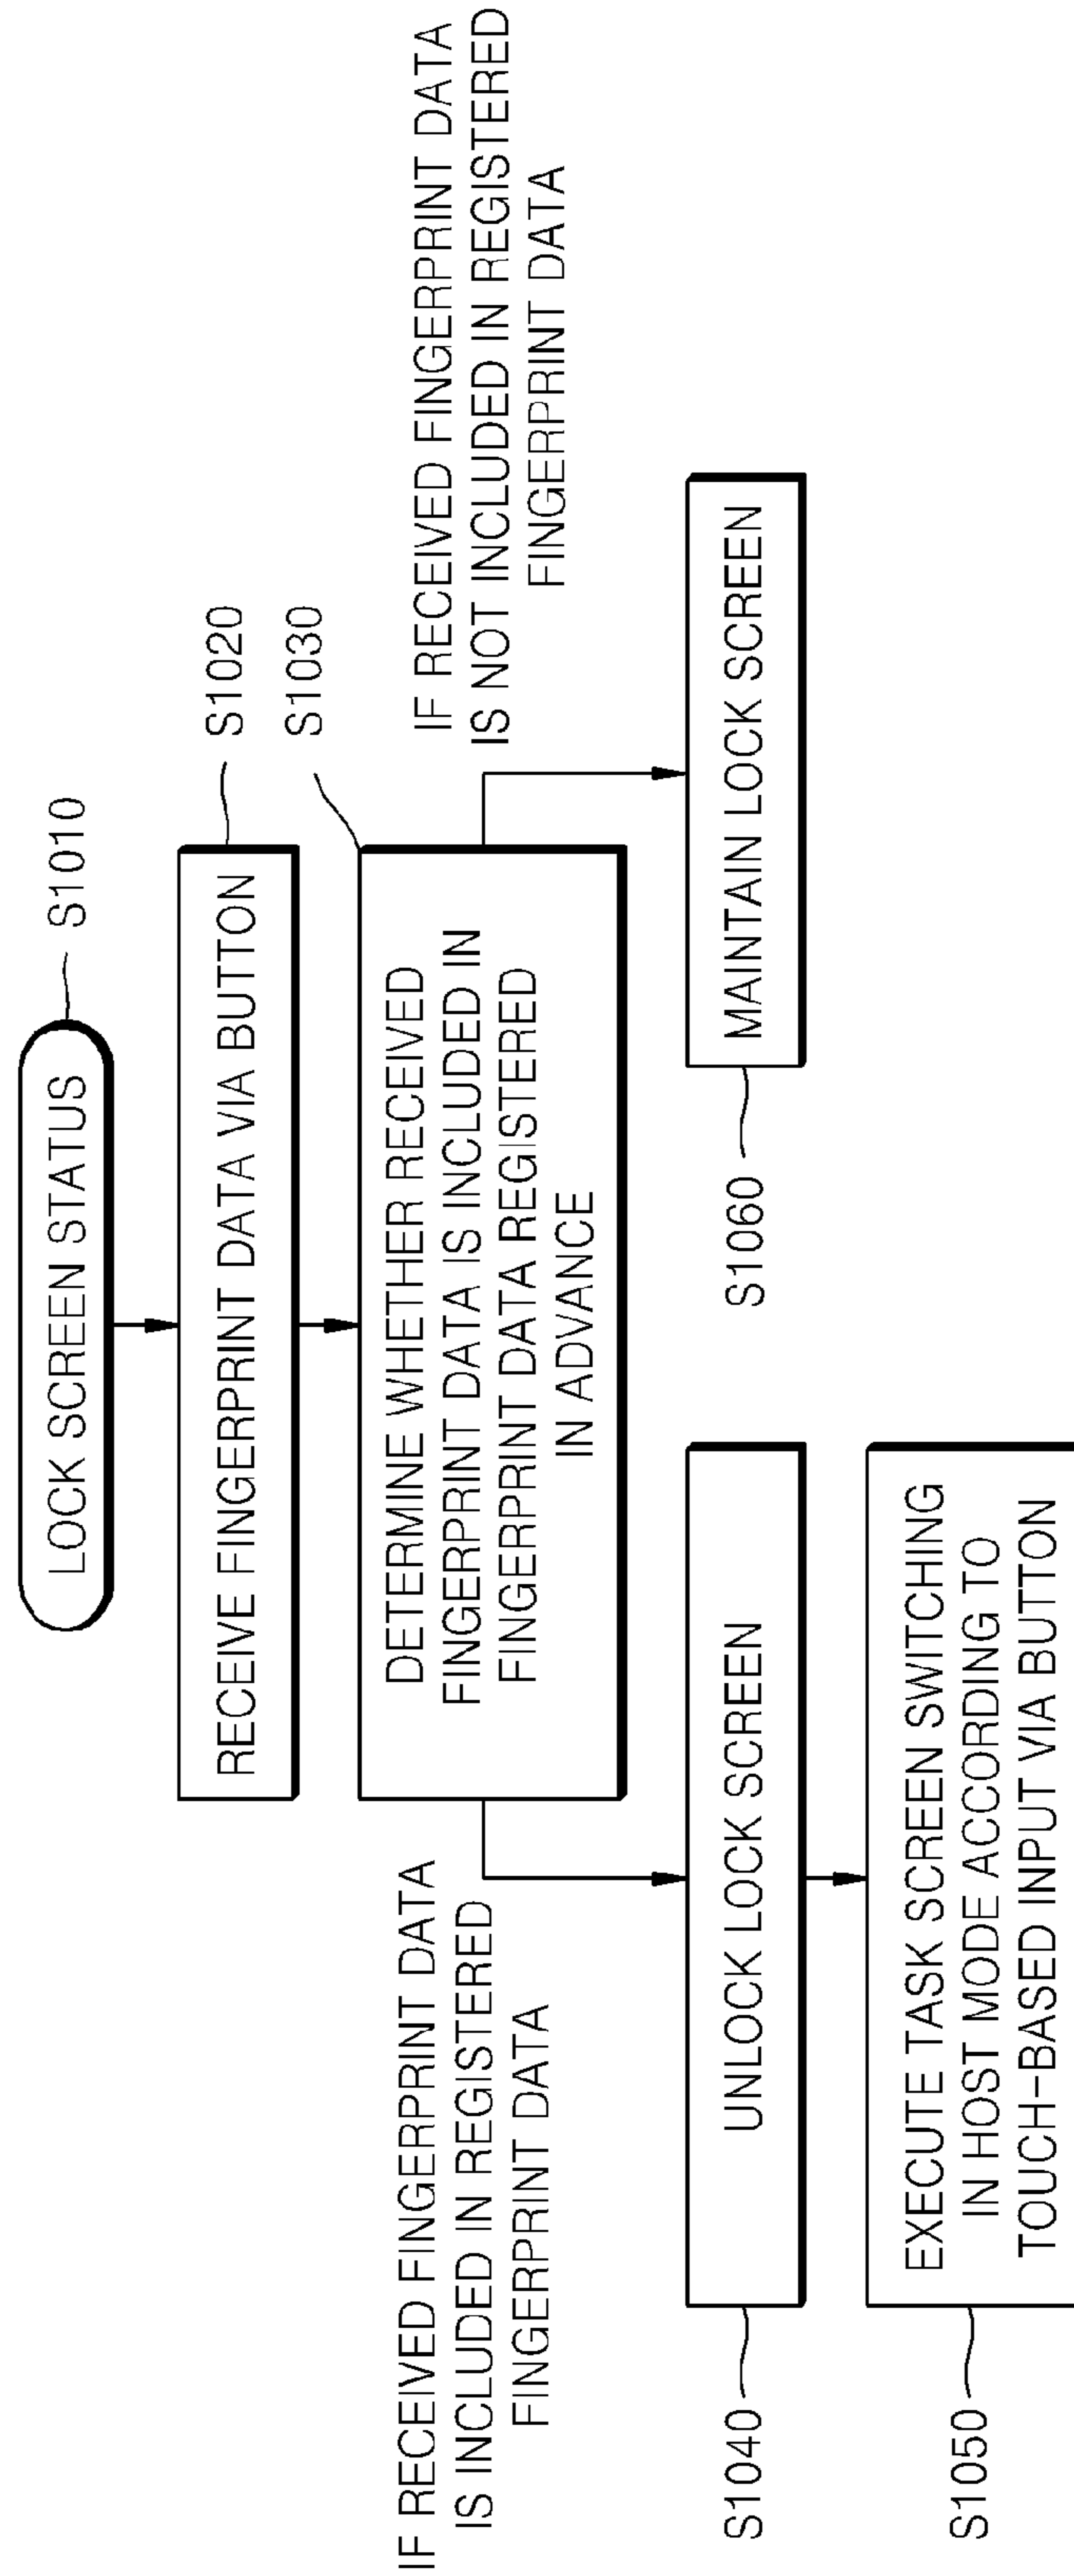 LOCK SCREEN STATUS
S1010
RECEIVE FINGERPRINT DATA VIA BUTTON
S1020
S1030
DETERMINE WHETHER RECEIVED
FINGERPRINT DATA IS INCLUDED IN
FINGERPRINT DATA REGISTERED
IN ADVANCE
IF RECEIVED FINGERPRINT DATA
IS INCLUDED IN REGISTERED
FINGERPRINT DATA
IF RECEIVED FINGERPRINT DATA
IS NOT INCLUDED IN REGISTERED
FINGERPRINT DATA
S1040
UNLOCK LOCK SCREEN
S1060
MAINTAIN LOCK SCREEN
S1050
EXECUTE TASK SCREEN SWITCHING
IN HOST MODE ACCORDING TO
TOUCH-BASED INPUT VIA BUTTON